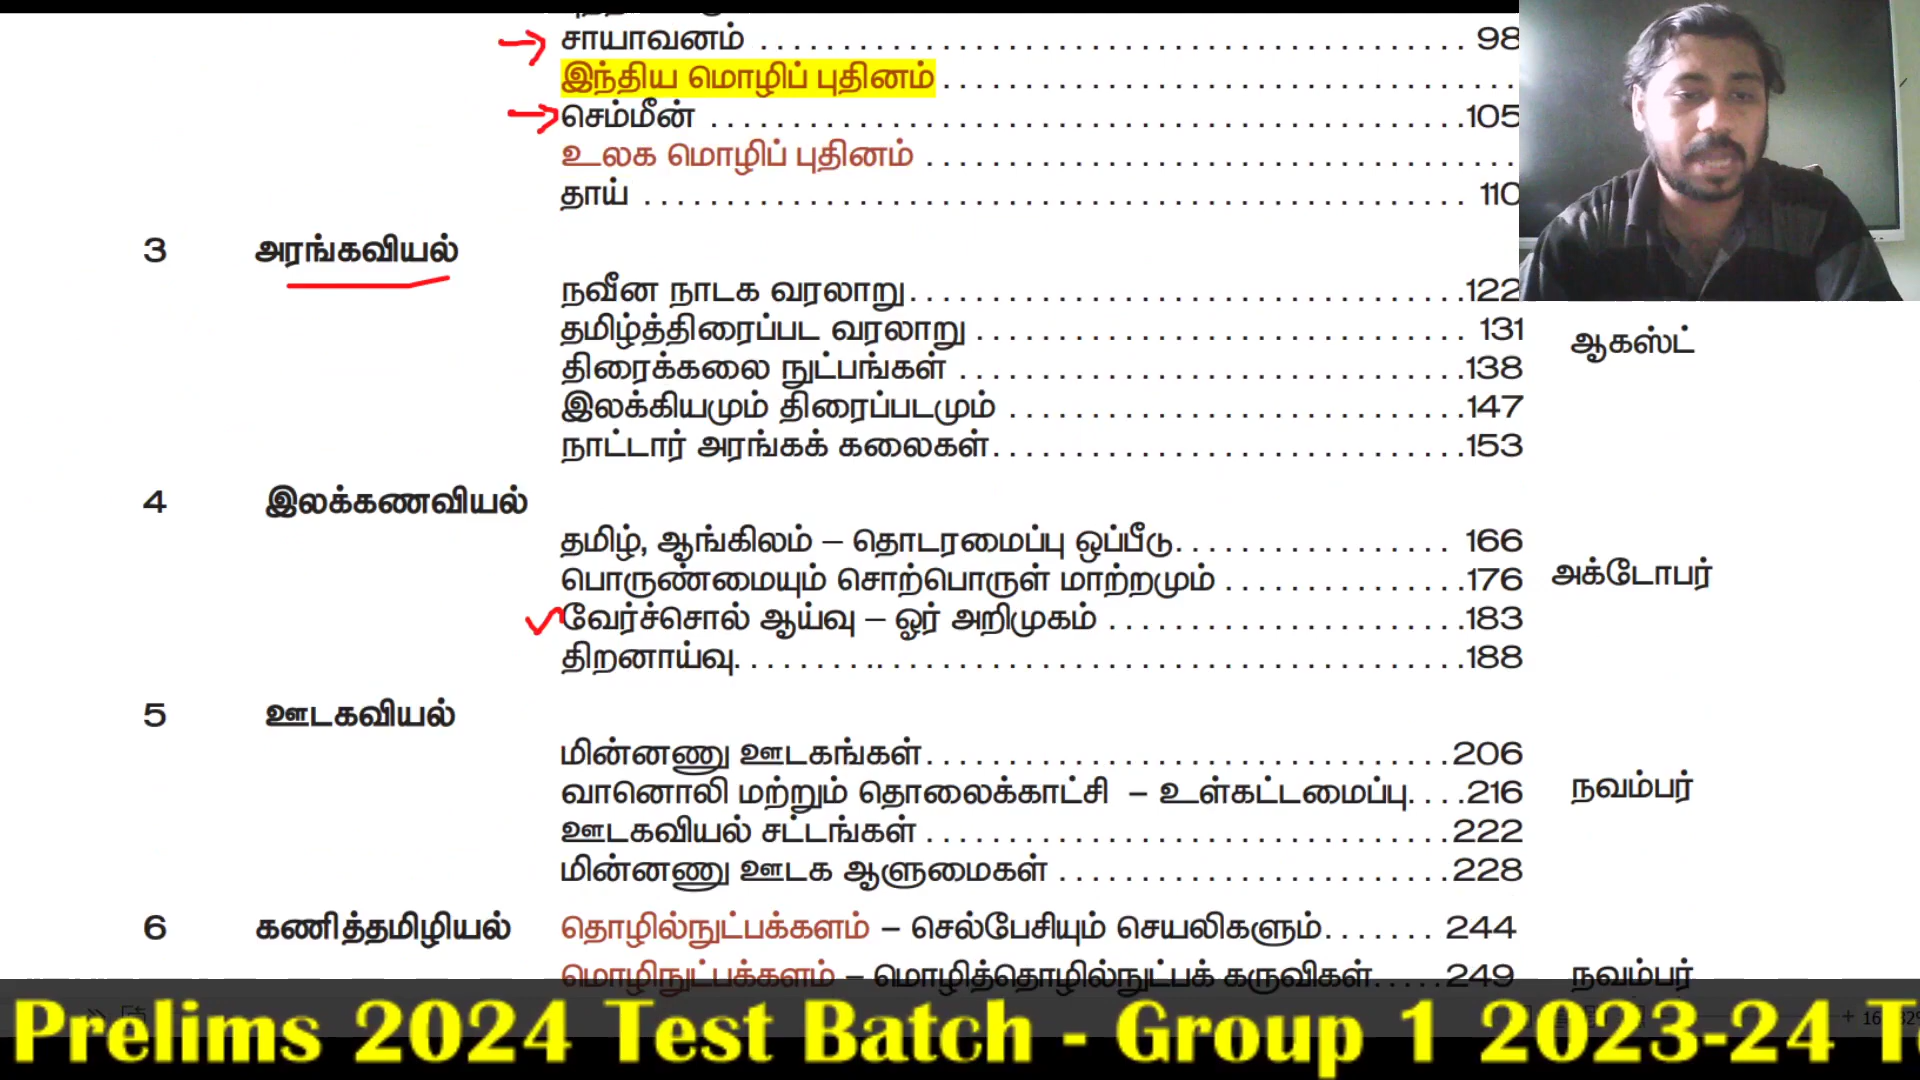 சாயாவனம் ........................................ 98
இந்திய மொழிப் புதினம் ........................................
செம்மீன் ........................................105
உலக மொழிப் புதினம் ........................................
தாய் ........................................ 110
3 அரங்கவியல்
நவீன நாடக வரலாறு........................................122
தமிழ்த்திரைப்பட வரலாறு ........................................ 131
ஆகஸ்ட்
திரைக்கலை நுட்பங்கள் ........................................138
இலக்கியமும் திரைப்படமும் ........................................147
நாட்டார் அரங்கக் கலைகள்........................................153
4 இலக்கணவியல்
தமிழ், ஆங்கிலம் – தொடரமைப்பு ஒப்பீடு................. 166
பொருண்மையும் சொற்பொருள் மாற்றமும் ...............176 அக்டோபர்
வேர்ச்சொல் ஆய்வு – ஓர் அறிமுகம் ....................183
திறனாய்வு........................................188
5 ஊடகவியல்
மின்னணு ஊடகங்கள்........................................206
வானொலி மற்றும் தொலைக்காட்சி – உள்கட்டமைப்பு....216 நவம்பர்
ஊடகவியல் சட்டங்கள் ........................................222
மின்னணு ஊடக ஆளுமைகள் ........................................228
6 கணித்தமிழியல் தொழில்நுட்பக்களம் – செல்பேசியும் செயலிகளும்....... 244
மொழிநுட்பக்களம் – மொழித்தொழில்நுட்பக் கருவிகள்.....249 நவம்பர்
Prelims 2024 Test Batch - Group 1 2023-24 T